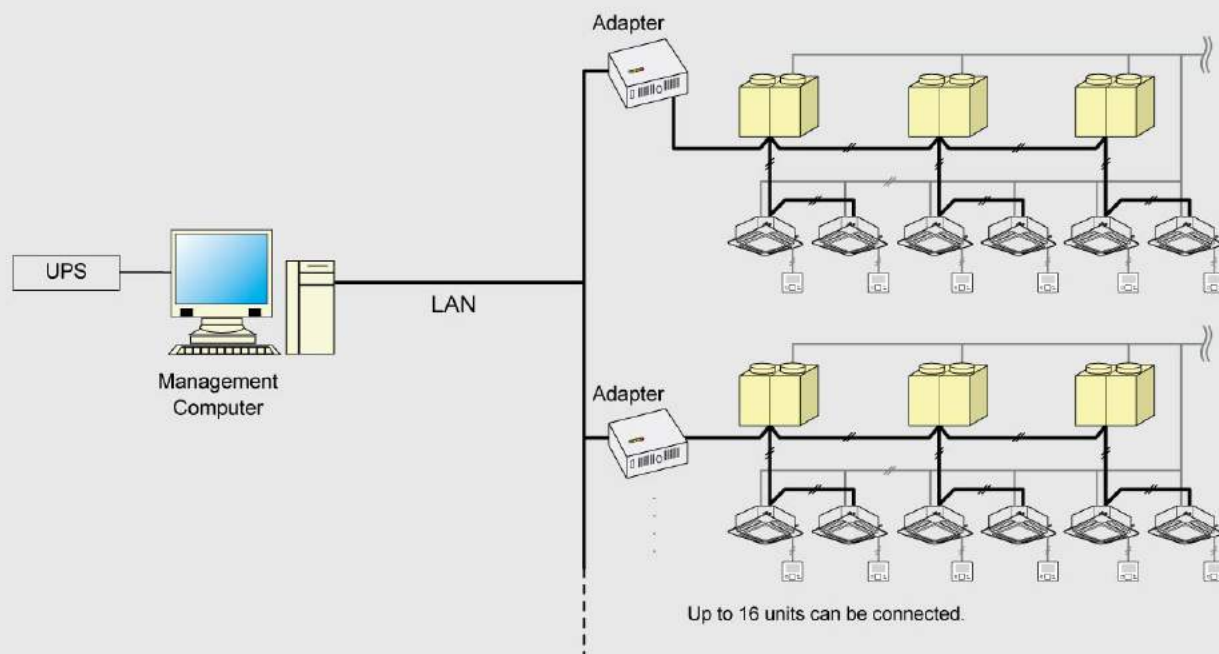 Adapter
UPS
LAN
Management
Computer
Adapter
Up to 16 units can be connected.